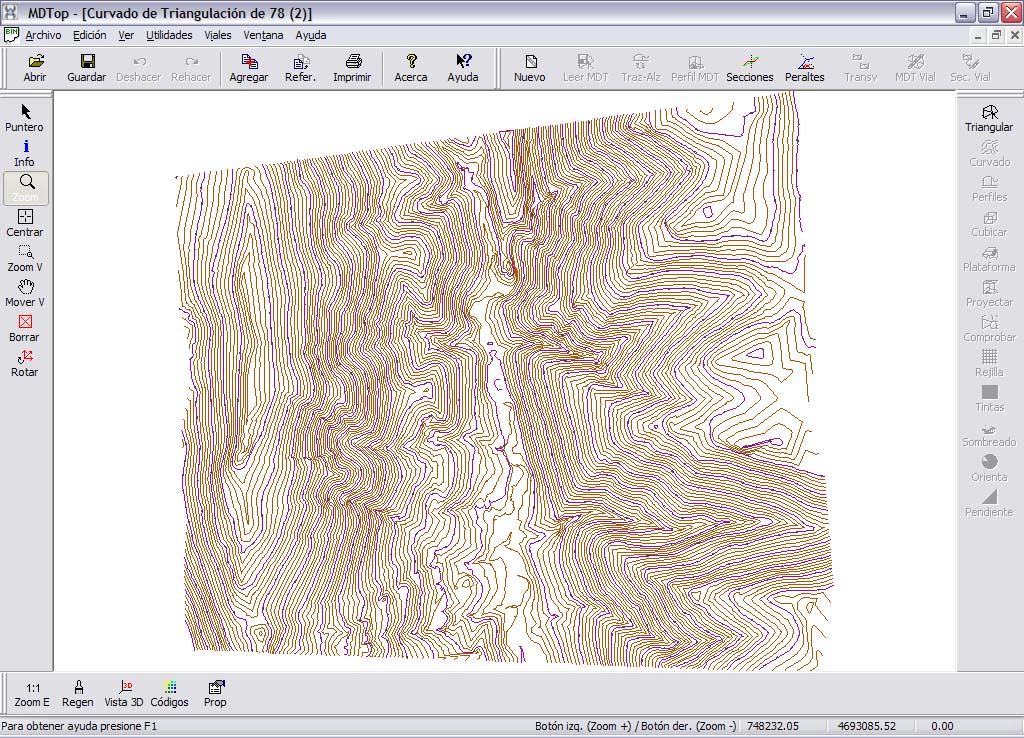 MDTop - [Curvado de Triangulación de 78 (2)]
BIN Archivo Edición Ver Utilidades Viales Ventana Ayuda
Abrir Guardar Deshacer Rehacer Agregar Refer. Imprimir Acerca Ayuda Nuevo Leer MDT Traz-Alz Perfil MDT Secciones Peraltes Transv MDT Vial Sec. Vial
Puntero
Info
Zoom
Centrar
Zoom V
Mover V
Borrar
Rotar
Triangular
Curvado
Perfiles
Cubicar
Plataforma
Proyectar
Comprobar
Rejilla
Tintas
Sombreado
Orienta
Pendiente
1:1 3D
Zoom E Regen Vista 3D Códigos Prop
Para obtener ayuda presione F1 Botón izq. (Zoom +) / Botón der. (Zoom -) 748232.05 4693085.52 0.00